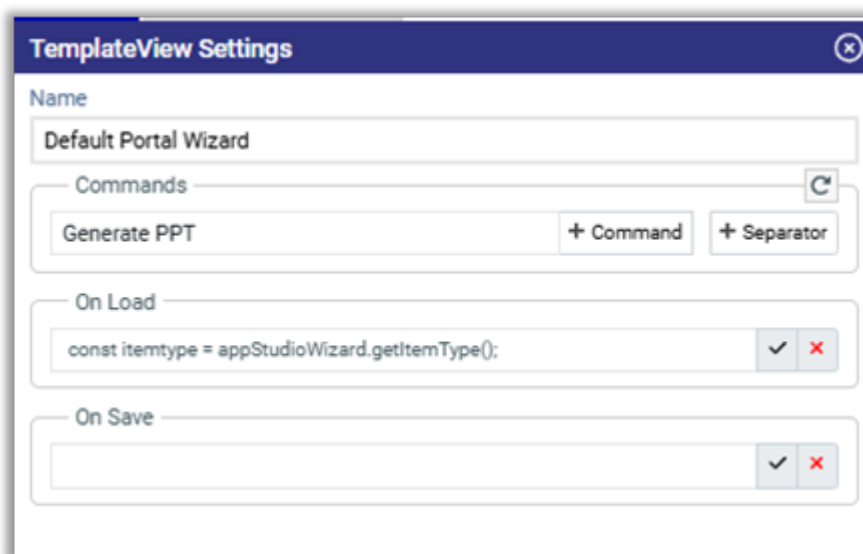 TemplateView Settings
Name
Default Portal Wizard
Commands
Generate PPT + Command + Separator
On Load
const itemtype = appStudioWizard.getItemType();
On Save